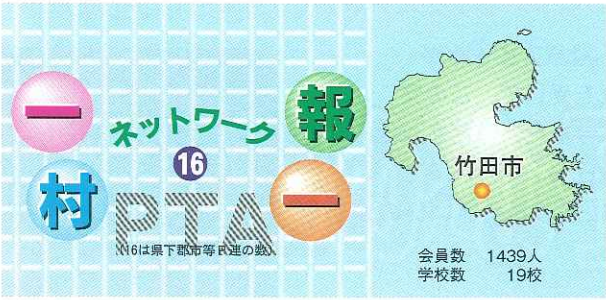 一村一報
ネットワーク
16
PTA
(16は県下郡市等P連の数)
竹田市
会員数 1439人
学校数 19校